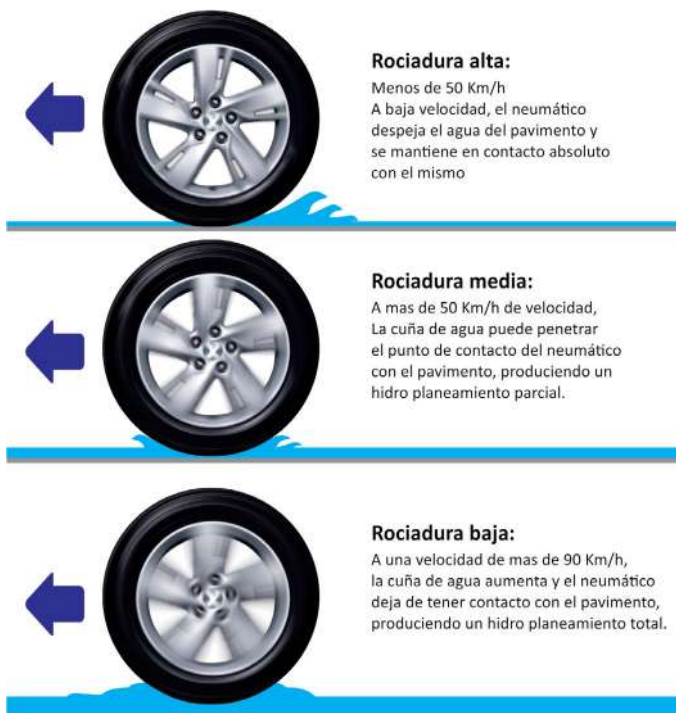 Rociadura alta:
Menos de 50 Km/h
A baja velocidad, el neumático
despeja el agua del pavimento y
se mantiene en contacto absoluto
con el mismo
Rociadura media:
A mas de 50 Km/h de velocidad,
La cuña de agua puede penetrar
el punto de contacto del neumático
con el pavimento, produciendo un
hidro planeamiento parcial.
Rociadura baja:
A una velocidad de mas de 90 Km/h,
la cuña de agua aumenta y el neumático
deja de tener contacto con el pavimento,
produciendo un hidro planeamiento total.